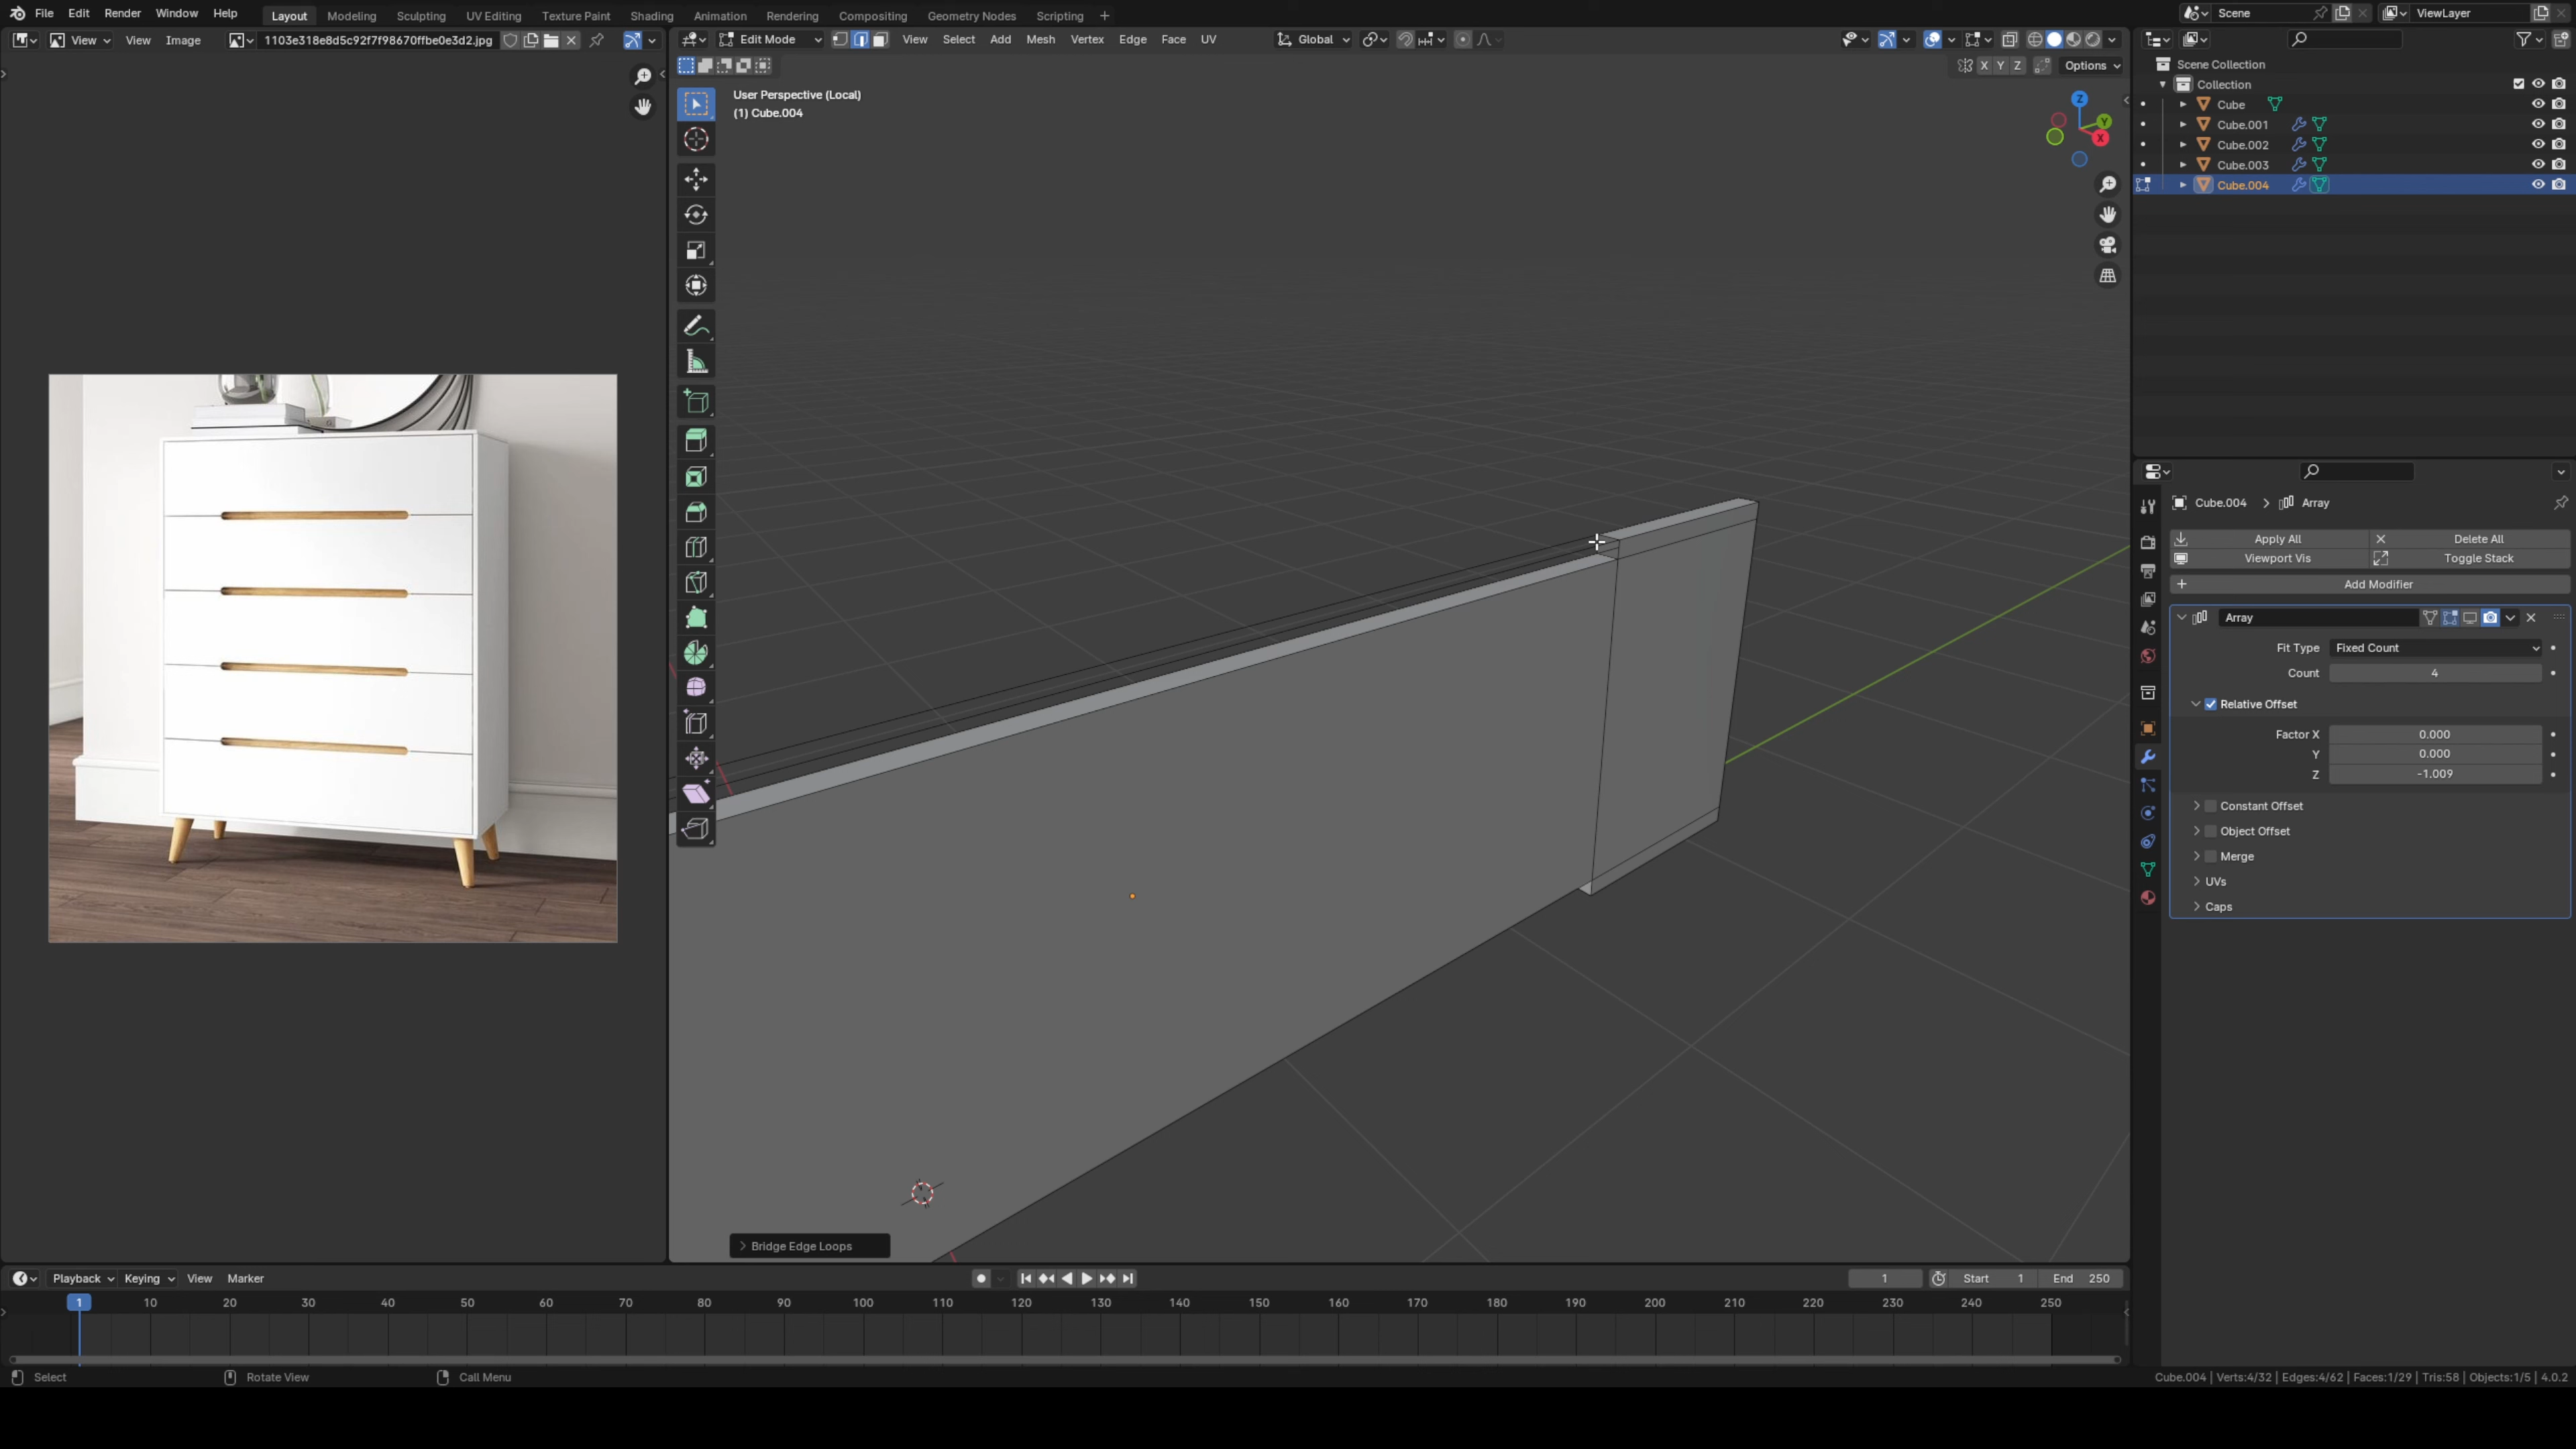 File Edit Render Window Help Layout Modeling Sculpting UV Editing Texture Paint Shading Animation Rendering Compositing Geometry Nodes Scripting + Scene ViewLayer
View View Image 1103e318e8d5c92f7f98670ffbe0e3d2.jpg Edit Mode View Select Add Mesh Vertex Edge Face UV Global
X Y Z Options
User Perspective (Local)
(1) Cube.004
Z
Y
X
Scene Collection
Collection
Cube
Cube.001
Cube.002
Cube.003
Cube.004
Cube.004 > Array
Apply All Delete All
Viewport Vis Toggle Stack
Add Modifier
Array
Fit Type Fixed Count
Count 4
Relative Offset
Factor X 0.000
Y 0.000
Z -1.009
Constant Offset
Object Offset
Merge
UVs
Caps
Bridge Edge Loops
Playback Keying View Marker 1 Start 1 End 250
1 10 20 30 40 50 60 70 80 90 100 110 120 130 140 150 160 170 180 190 200 210 220 230 240 250
Select Rotate View Call Menu Cube.004 | Verts:4/32 | Edges:4/62 | Faces:1/29 | Tris:58 | Objects:1/5 | 4.0.2